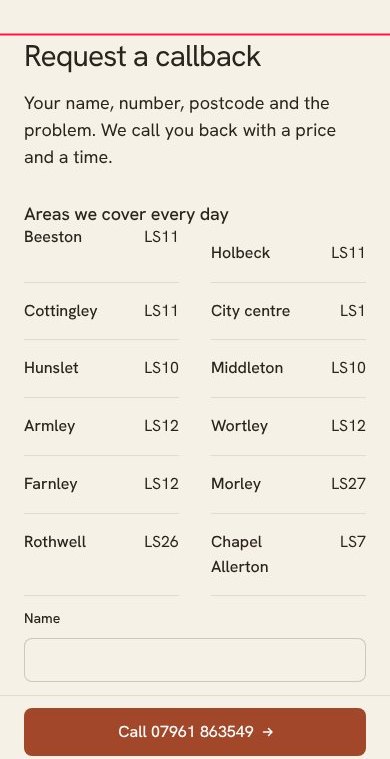 Request a callback
Your name, number, postcode and the
problem. We call you back with a price
and a time.
Areas we cover every day
Beeston LS11
Holbeck LS11
Cottingley LS11
City centre LS1
Hunslet LS10
Middleton LS10
Armley LS12
Wortley LS12
Farnley LS12
Morley LS27
Rothwell LS26
Chapel LS7
Allerton
Name
Call 07961 863549 →